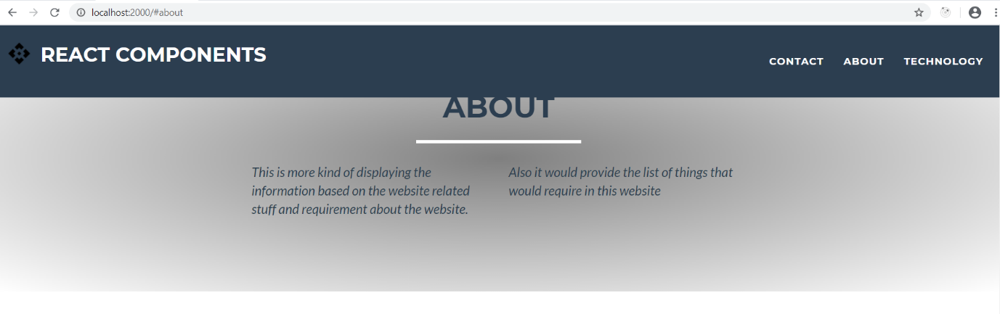 localhost:2000/#about
REACT COMPONENTS
CONTACT ABOUT TECHNOLOGY
ABOUT
This is more kind of displaying the
information based on the website related
stuff and requirement about the website.
Also it would provide the list of things that
would require in this website